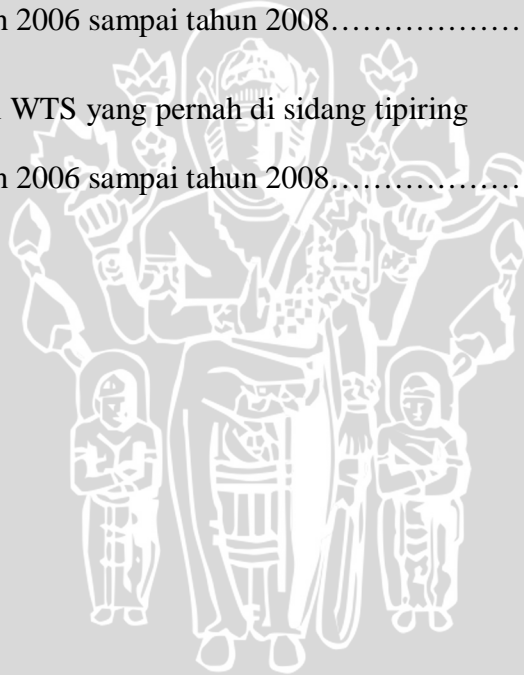 2006 sampai tahun 2008………………
WTS yang pernah di sidang tipiring
2006 sampai tahun 2008………………